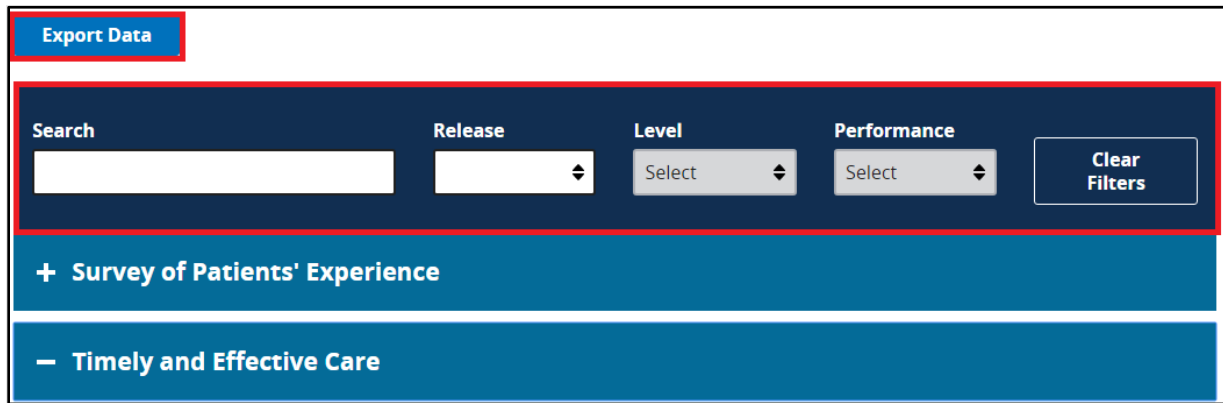 Export Data
Search Release Level Performance
Select Select Clear Filters
+ Survey of Patients' Experience
− Timely and Effective Care